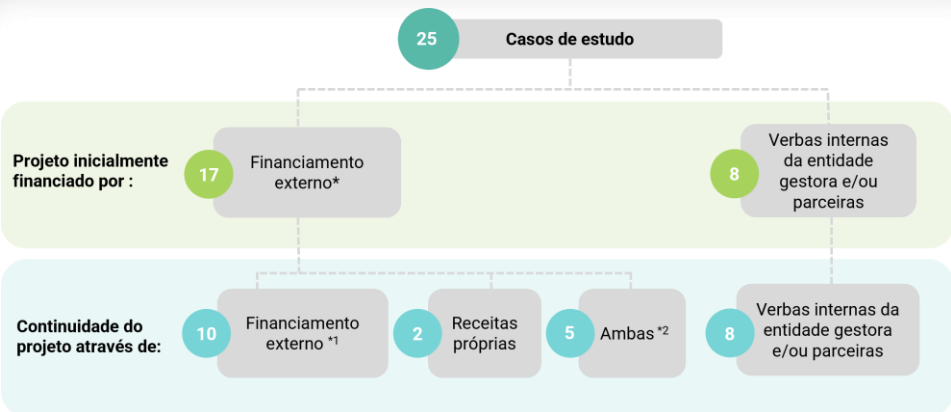 25 Casos de estudo
Projeto inicialmente
financiado por :
17
Financiamento
externo*
8
Verbas internas
da entidade
gestora e/ou
parceiras
Continuidade do
projeto através de:
10
Financiamento
externo *1
2
Receitas
próprias
5
Ambas *2
8
Verbas internas da
entidade gestora
e/ou parceiras